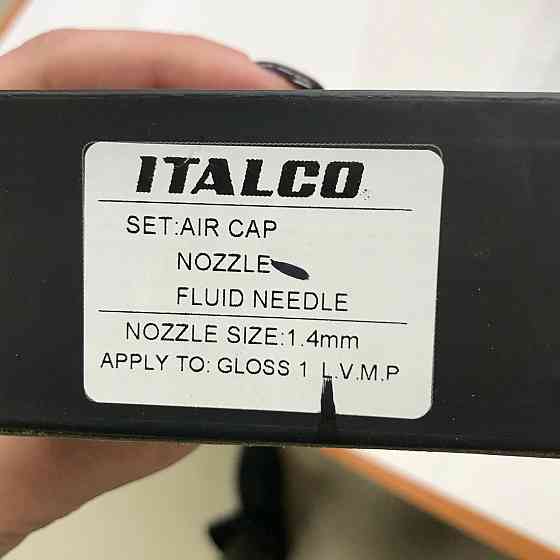 ITALCO
SET:AIR CAP
NOZZLE
FLUID NEEDLE
NOZZLE SIZE:1.4mm
APPLY TO: GLOSS 1 L.V.M.P